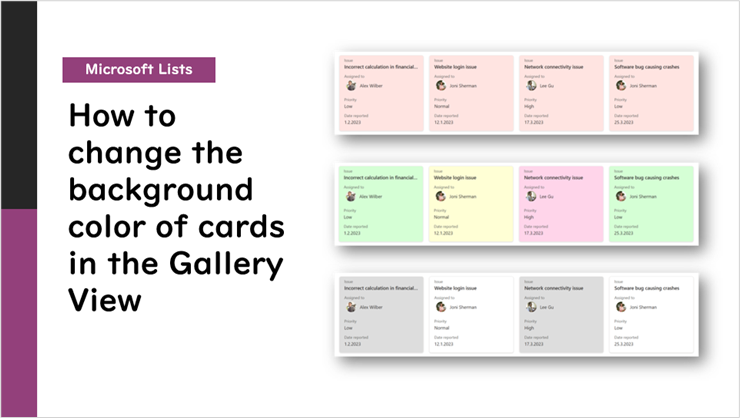 Microsoft Lists
How to
change the
background
color of cards
in the Gallery
View
Issue Issue Issue Issue
Incorrect calculation in financial... Website login issue Network connectivity issue Software bug causing crashes
Assigned to Assigned to Assigned to Assigned to
Alex Wilber Joni Sherman Lee Gu Joni Sherman
Priority Priority Priority Priority
Low Normal High Low
Date reported Date reported Date reported Date reported
1.2.2023 12.1.2023 17.3.2023 25.3.2023
Issue Issue Issue Issue
Incorrect calculation in financial... Website login issue Network connectivity issue Software bug causing crashes
Assigned to Assigned to Assigned to Assigned to
Alex Wilber Joni Sherman Lee Gu Joni Sherman
Priority Priority Priority Priority
Low Normal High Low
Date reported Date reported Date reported Date reported
1.2.2023 12.1.2023 17.3.2023 25.3.2023
Issue Issue Issue Issue
Incorrect calculation in financial... Website login issue Network connectivity issue Software bug causing crashes
Assigned to Assigned to Assigned to Assigned to
Alex Wilber Joni Sherman Lee Gu Joni Sherman
Priority Priority Priority Priority
Low Normal High Low
Date reported Date reported Date reported Date reported
1.2.2023 12.1.2023 17.3.2023 25.3.2023